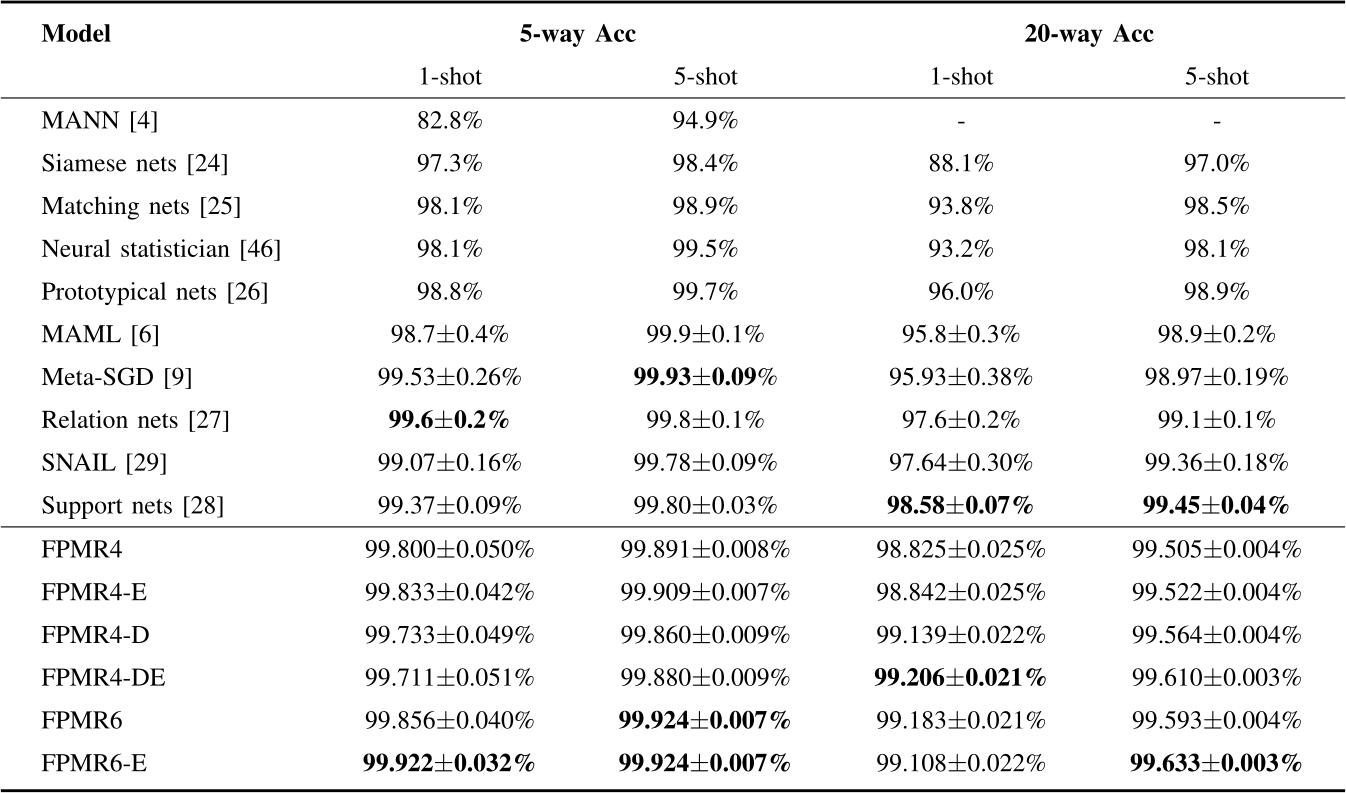 Model 5-way Acc 20-way Acc
1-shot 5-shot 1-shot 5-shot
MANN [4] 82.8% 94.9% - -
Siamese nets [24] 97.3% 98.4% 88.1% 97.0%
Matching nets [25] 98.1% 98.9% 93.8% 98.5%
Neural statistician [46] 98.1% 99.5% 93.2% 98.1%
Prototypical nets [26] 98.8% 99.7% 96.0% 98.9%
MAML [6] 98.7±0.4% 99.9±0.1% 95.8±0.3% 98.9±0.2%
Meta-SGD [9] 99.53±0.26% 99.93±0.09% 95.93±0.38% 98.97±0.19%
Relation nets [27] 99.6±0.2% 99.8±0.1% 97.6±0.2% 99.1±0.1%
SNAIL [29] 99.07±0.16% 99.78±0.09% 97.64±0.30% 99.36±0.18%
Support nets [28] 99.37±0.09% 99.80±0.03% 98.58±0.07% 99.45±0.04%
FPMR4 99.800±0.050% 99.891±0.008% 98.825±0.025% 99.505±0.004%
FPMR4-E 99.833±0.042% 99.909±0.007% 98.842±0.025% 99.522±0.004%
FPMR4-D 99.733±0.049% 99.860±0.009% 99.139±0.022% 99.564±0.004%
FPMR4-DE 99.711±0.051% 99.880±0.009% 99.206±0.021% 99.610±0.003%
FPMR6 99.856±0.040% 99.924±0.007% 99.183±0.021% 99.593±0.004%
FPMR6-E 99.922±0.032% 99.924±0.007% 99.108±0.022% 99.633±0.003%